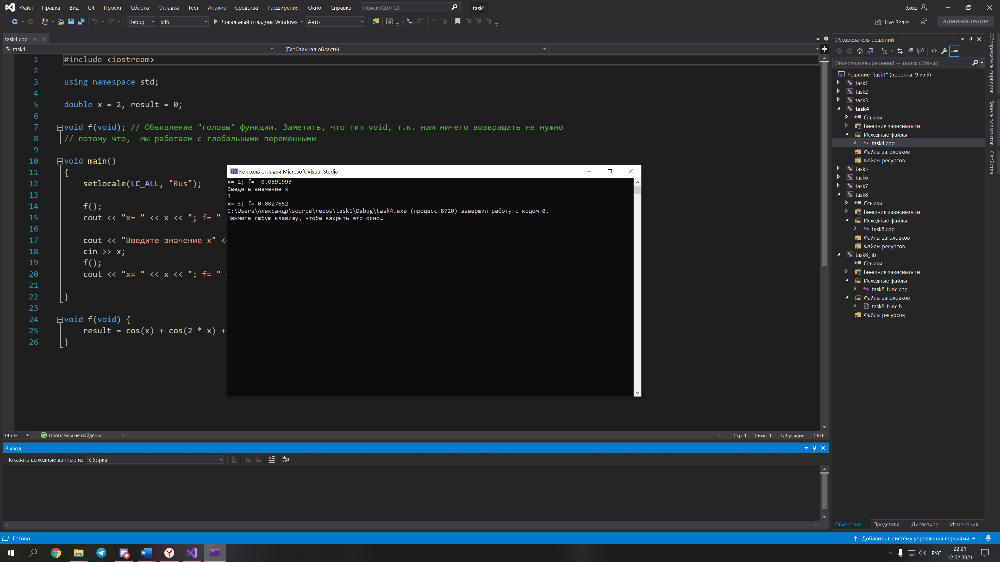 Файл Правка Вид Git Проект Сборка Отладка Тест Анализ Средства Расширения Окно Справка Поиск (Ctrl+Q) task1 Вход
Debug x86 Локальный отладчик Windows Авто Live Share АДМИНИСТРАТОР
task4.cpp
task4 (Глобальная область)
1 #include <iostream>
2
3 using namespace std;
4
5 double x = 2, result = 0;
6
7 void f(void); // Объявление "головы" функции. Заметить, что тип void, т.к. нам ничего возвращать не нужно
8 // потому что,  мы работаем с глобальными переменными
9
10 void main()
11 {
12 setlocale(LC_ALL, "Rus");
13
14 f();
15 cout << "x= " << x << "; f= "
16
17 cout << "Введите значение x" <
18 cin >> x;
19 f();
20 cout << "x= " << x << "; f= "
21
22 }
23
24 void f(void) {
25 result = cos(x) + cos(2 * x) +
26 }
Консоль отладки Microsoft Visual Studio
x= 2; f= -0.0891993
Введите значение x
3
x= 3; f= 0.0827652
C:\Users\Александр\source\repos\task1\Debug\task4.exe (процесс 8720) завершил работу с кодом 0.
Нажмите любую клавишу, чтобы закрыть это окно…
146 % Проблемы не найдены. Стр: 1 Симв: 1 Табуляция CRLF
Вывод
Показать выходные данные из: Сборка
Обозреватель решений
Обозреватель решений — поиск (Ctrl+ж)
Решение "task1" (проекты: 9 из 9)
task1
task2
task3
task4
Ссылки
Внешние зависимости
Исходные файлы
task4.cpp
Файлы заголовков
Файлы ресурсов
task5
task6
task7
task8
Ссылки
Внешние зависимости
Исходные файлы
task8.cpp
Файлы заголовков
Файлы ресурсов
task8_lib
Ссылки
Внешние зависимости
Исходные файлы
task8_func.cpp
Файлы заголовков
task8_func.h
Файлы ресурсов
Обозреват... Представл... Диспетчер... Изменения...
Обозреватель серверов
Панель элементов
Свойства
Готово Добавить в систему управления версиями
РУС 22:21
12.02.2021